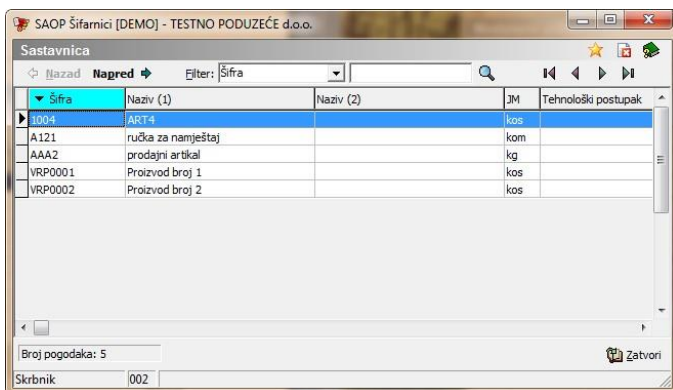 SAOP Šifarnici [DEMO] - TESTNO PODUZEĆE d.o.o.
Sastavnica
Nazad Napred Filter: Šifra
Šifra Naziv (1) Naziv (2) JM Tehnološki postupak
1004 ART4 kos
A121 ručka za namještaj kom
AAA2 prodajni artikal kg
VRP0001 Proizvod broj 1 kos
VRP0002 Proizvod broj 2 kos
Broj pogodaka: 5
Zatvori
Skrbnik 002